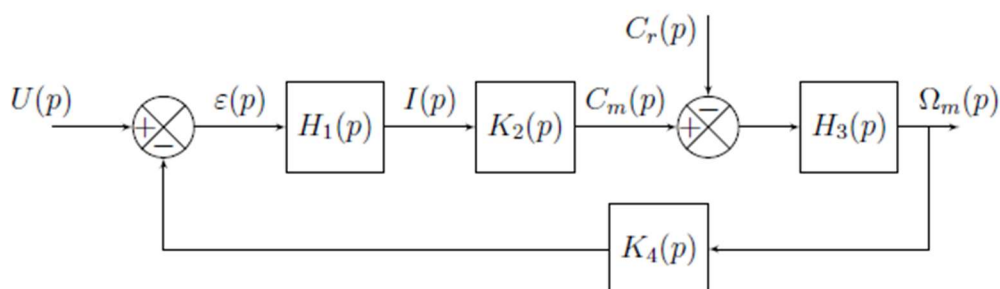 C_r(p)
U(p) ε(p) I(p) C_m(p) Ω_m(p)
+ − H_1(p) K_2(p) + − H_3(p)
K_4(p)